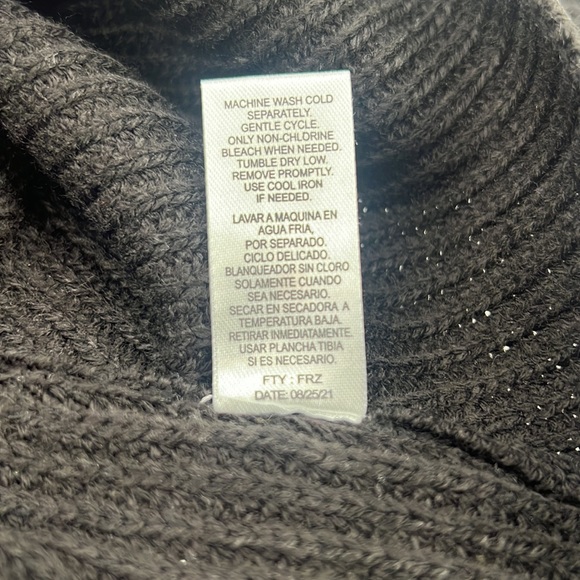 MACHINE WASH COLD
SEPARATELY.
GENTLE CYCLE.
ONLY NON-CHLORINE
BLEACH WHEN NEEDED.
TUMBLE DRY LOW.
REMOVE PROMPTLY.
USE COOL IRON
IF NEEDED.
LAVAR A MAQUINA EN
AGUA FRIA,
POR SEPARADO.
CICLO DELICADO.
BLANQUEADOR SIN CLORO
SOLAMENTE CUANDO
SEA NECESARIO.
SECAR EN SECADORA A
TEMPERATURA BAJA.
RETIRAR INMEDIATAMENTE.
USAR PLANCHA TIBIA
SI ES NECESARIO.
FTY : FRZ
DATE: 08/25/21